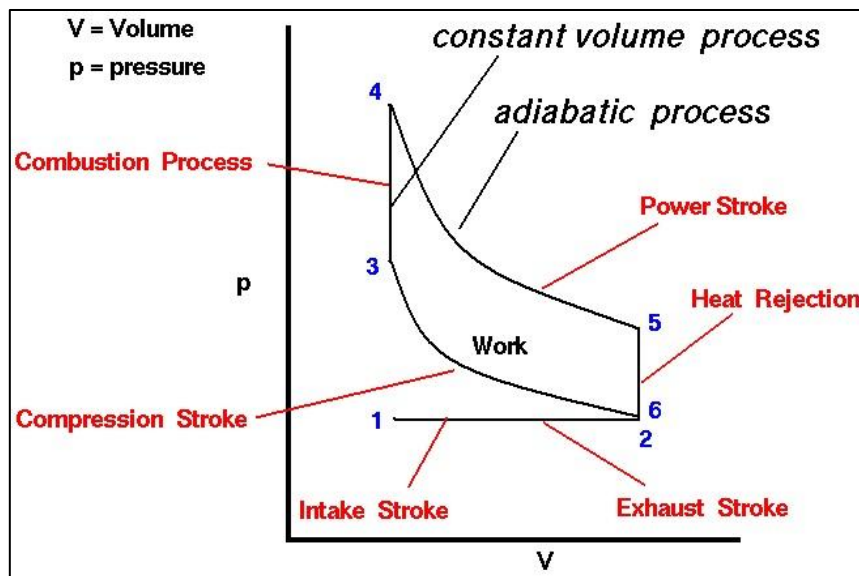 V = Volume
p = pressure
constant volume process
adiabatic process
4
Combustion Process
Power Stroke
3
p
Heat Rejection
5
Work
Compression Stroke
1
6
2
Intake Stroke
Exhaust Stroke
V